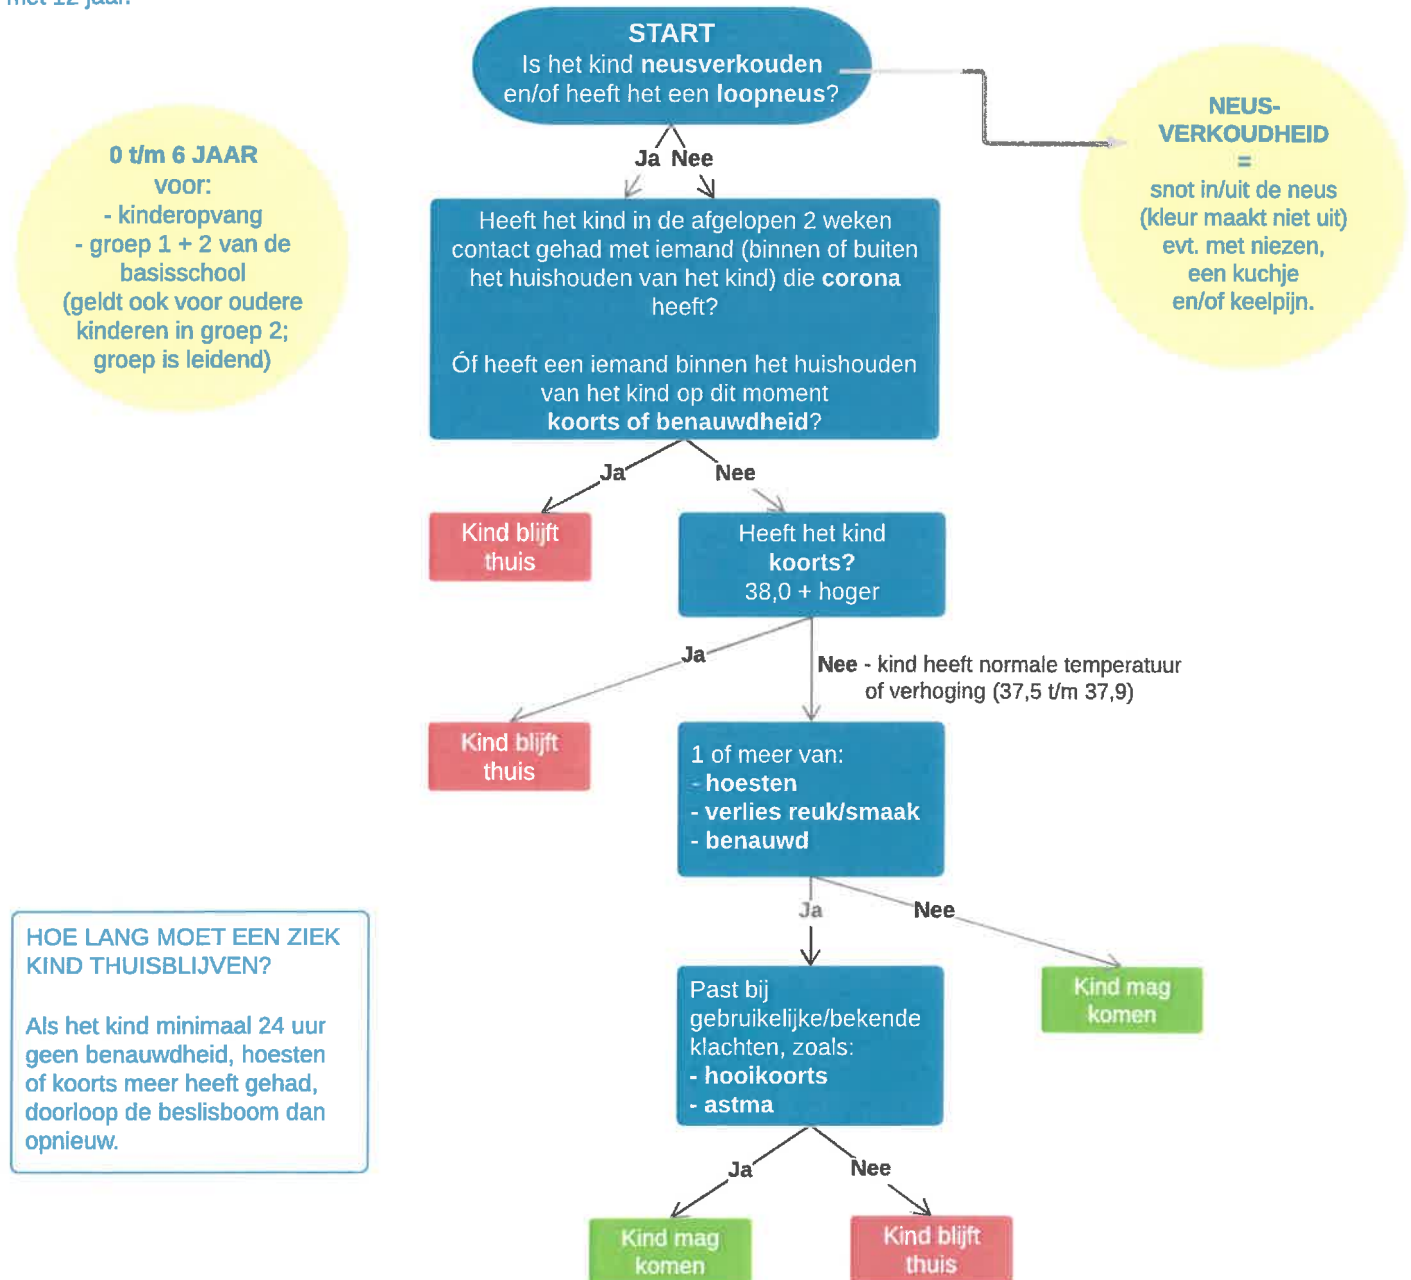 met 12 jaar.
START
Is het kind neusverkouden
en/of heeft het een loopneus?
NEUS-
VERKOUDHEID
=
snot in/uit de neus
(kleur maakt niet uit)
evt. met niezen,
een kuchje
en/of keelpijn.
0 t/m 6 JAAR
voor:
- kinderopvang
- groep 1 + 2 van de
basisschool
(geldt ook voor oudere
kinderen in groep 2;
groep is leidend)
Ja Nee
Heeft het kind in de afgelopen 2 weken
contact gehad met iemand (binnen of buiten
het huishouden van het kind) die corona
heeft?
Óf heeft een iemand binnen het huishouden
van het kind op dit moment
koorts of benauwdheid?
Ja
Nee
Kind blijft
thuis
Heeft het kind
koorts?
38,0 + hoger
Ja
Nee - kind heeft normale temperatuur
of verhoging (37,5 t/m 37,9)
Kind blijft
thuis
1 of meer van:
- hoesten
- verlies reuk/smaak
- benauwd
Ja
Nee
Kind mag
komen
Past bij
gebruikelijke/bekende
klachten, zoals:
- hooikoorts
- astma
HOE LANG MOET EEN ZIEK
KIND THUISBLIJVEN?
Als het kind minimaal 24 uur
geen benauwdheid, hoesten
of koorts meer heeft gehad,
doorloop de beslisboom dan
opnieuw.
Ja
Nee
Kind mag
komen
Kind blijft
thuis